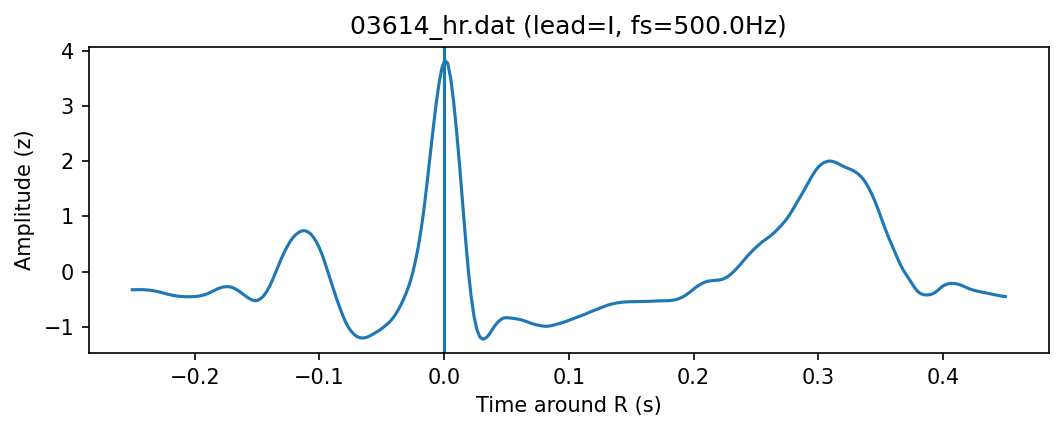 03614_hr.dat (lead=I, fs=500.0Hz)
Amplitude (z)
4
3
2
1
0
−1
−0.2 −0.1 0.0 0.1 0.2 0.3 0.4
Time around R (s)